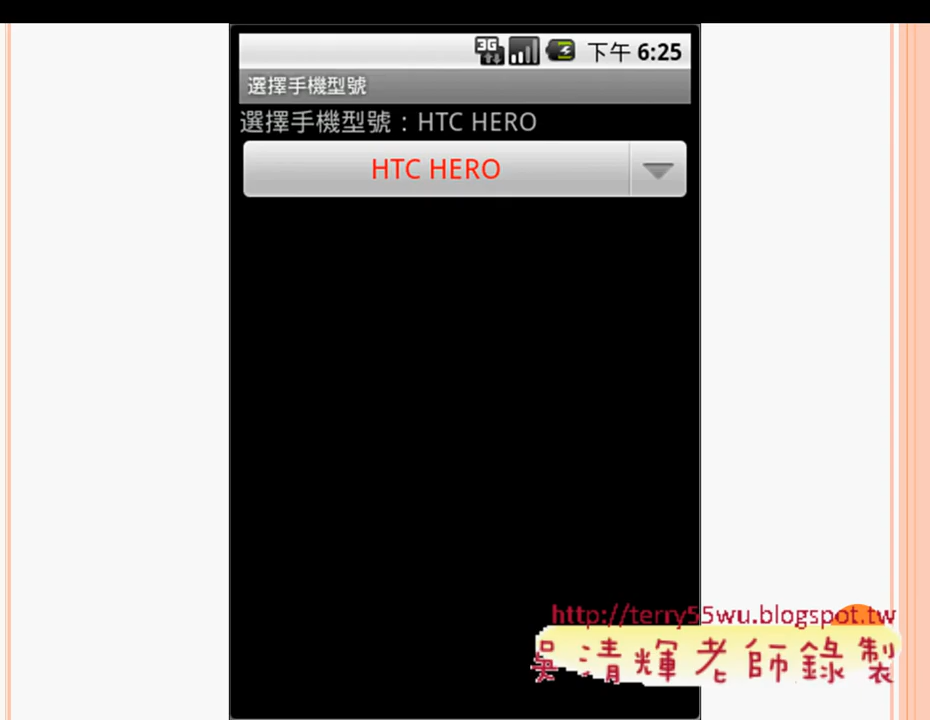 3G 下午 6:25
選擇手機型號
選擇手機型號：HTC HERO
HTC HERO
http://terry55wu.blogspot.tw
吳清輝老師錄製